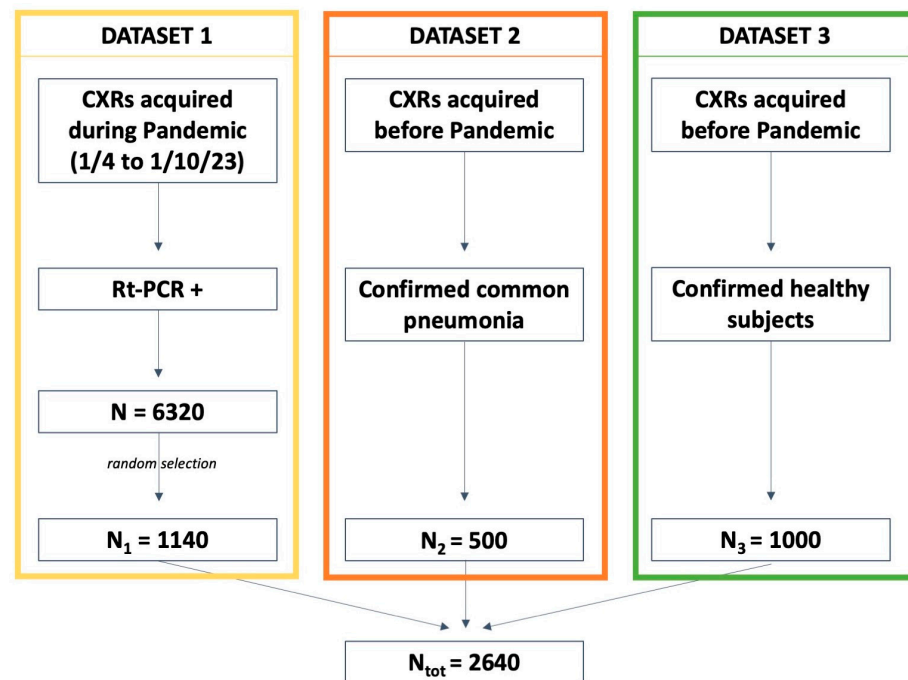 DATASET 1
CXRs acquired
during Pandemic
(1/4 to 1/10/23)
Rt-PCR +
N = 6320
random selection
N₁ = 1140
DATASET 2
CXRs acquired
before Pandemic
Confirmed common
pneumonia
N₂ = 500
DATASET 3
CXRs acquired
before Pandemic
Confirmed healthy
subjects
N₃ = 1000
Nₜₒₜ = 2640